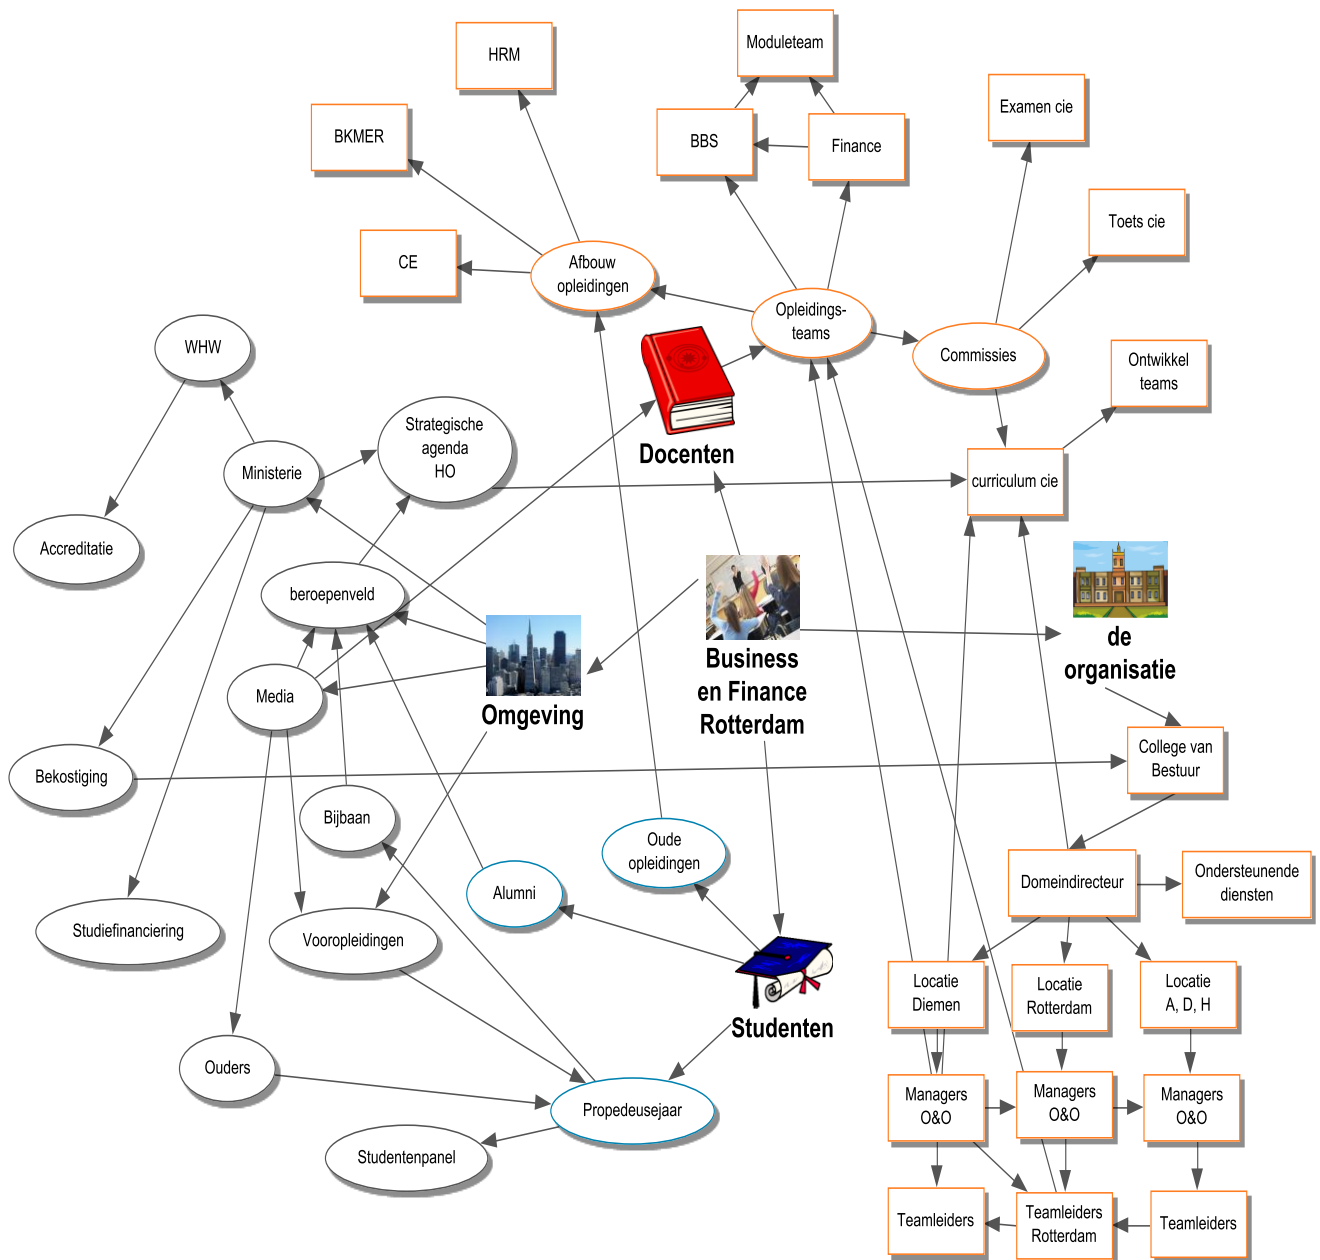 Moduleteam
HRM
Examen cie
BKMER
BBS
Finance
Toets cie
CE
Afbouw
opleidingen
Opleidings-
teams
WHW
Commissies
Ontwikkel
teams
Strategische
agenda
HO
Docenten
Ministerie
curriculum cie
Accreditatie
beroepenveld
de
organisatie
Business
en Finance
Rotterdam
Media
Omgeving
College van
Bestuur
Bekostiging
Bijbaan
Oude
opleidingen
Alumni
Domeindirecteur
Ondersteunende
diensten
Studiefinanciering
Vooropleidingen
Locatie
Diemen
Locatie
Rotterdam
Locatie
A, D, H
Studenten
Ouders
Propedeusejaar
Managers
O&O
Managers
O&O
Managers
O&O
Studentenpanel
Teamleiders
Teamleiders
Rotterdam
Teamleiders